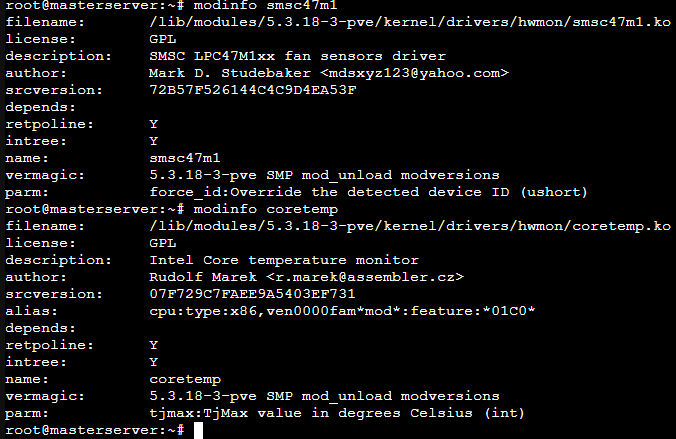 root@masterserver:~# modinfo smsc47m1
filename:       /lib/modules/5.3.18-3-pve/kernel/drivers/hwmon/smsc47m1.ko
license:        GPL
description:    SMSC LPC47M1xx fan sensors driver
author:         Mark D. Studebaker <mdsxyz123@yahoo.com>
srcversion:     72B57F526144C4C9D4EA53F
depends:
retpoline:      Y
intree:         Y
name:           smsc47m1
vermagic:       5.3.18-3-pve SMP mod_unload modversions
parm:           force_id:Override the detected device ID (ushort)
root@masterserver:~# modinfo coretemp
filename:       /lib/modules/5.3.18-3-pve/kernel/drivers/hwmon/coretemp.ko
license:        GPL
description:    Intel Core temperature monitor
author:         Rudolf Marek <r.marek@assembler.cz>
srcversion:     07F729C7FAEE9A5403EF731
alias:          cpu:type:x86,ven0000fam*mod*:feature:*01C0*
depends:
retpoline:      Y
intree:         Y
name:           coretemp
vermagic:       5.3.18-3-pve SMP mod_unload modversions
parm:           tjmax:TjMax value in degrees Celsius (int)
root@masterserver:~#